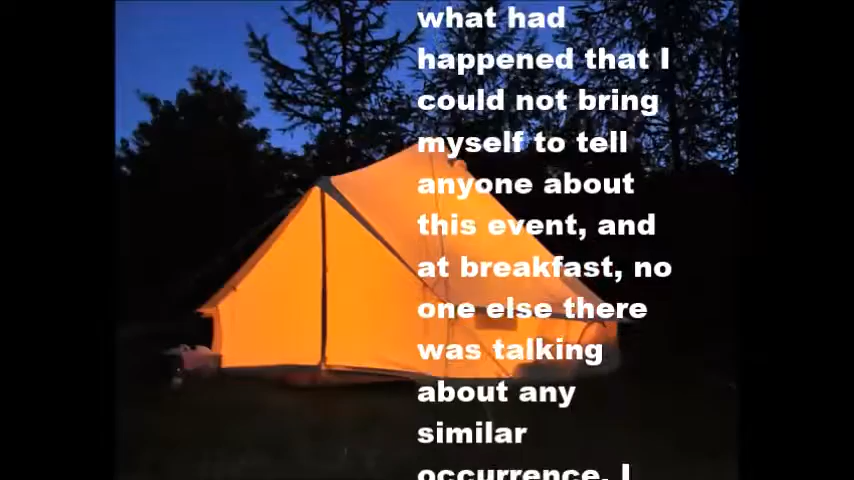 what had
happened that I
could not bring
myself to tell
anyone about
this event, and
at breakfast, no
one else there
was talking
about any
similar
occurrence. I